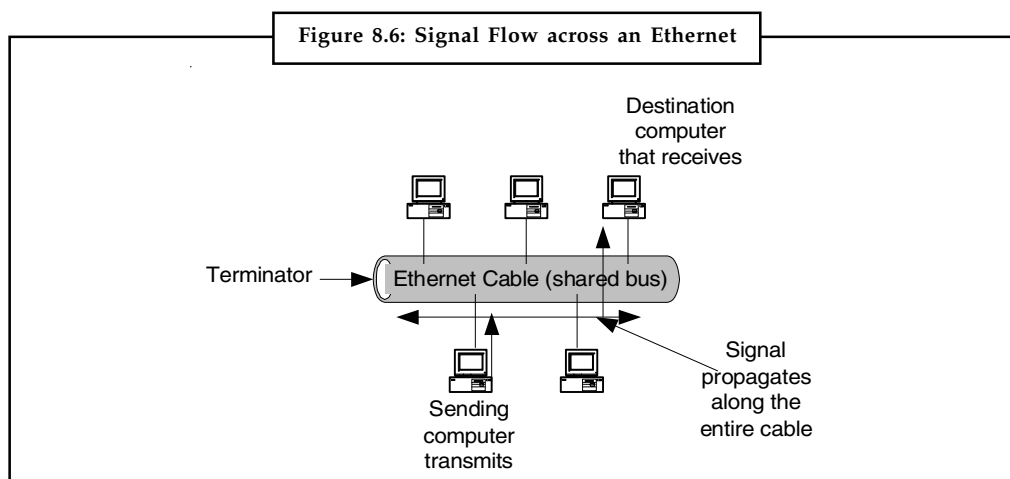 Figure 8.6: Signal Flow across an Ethernet
Destination
computer
that receives
Terminator
Ethernet Cable (shared bus)
Sending
computer
transmits
Signal
propagates
along the
entire cable